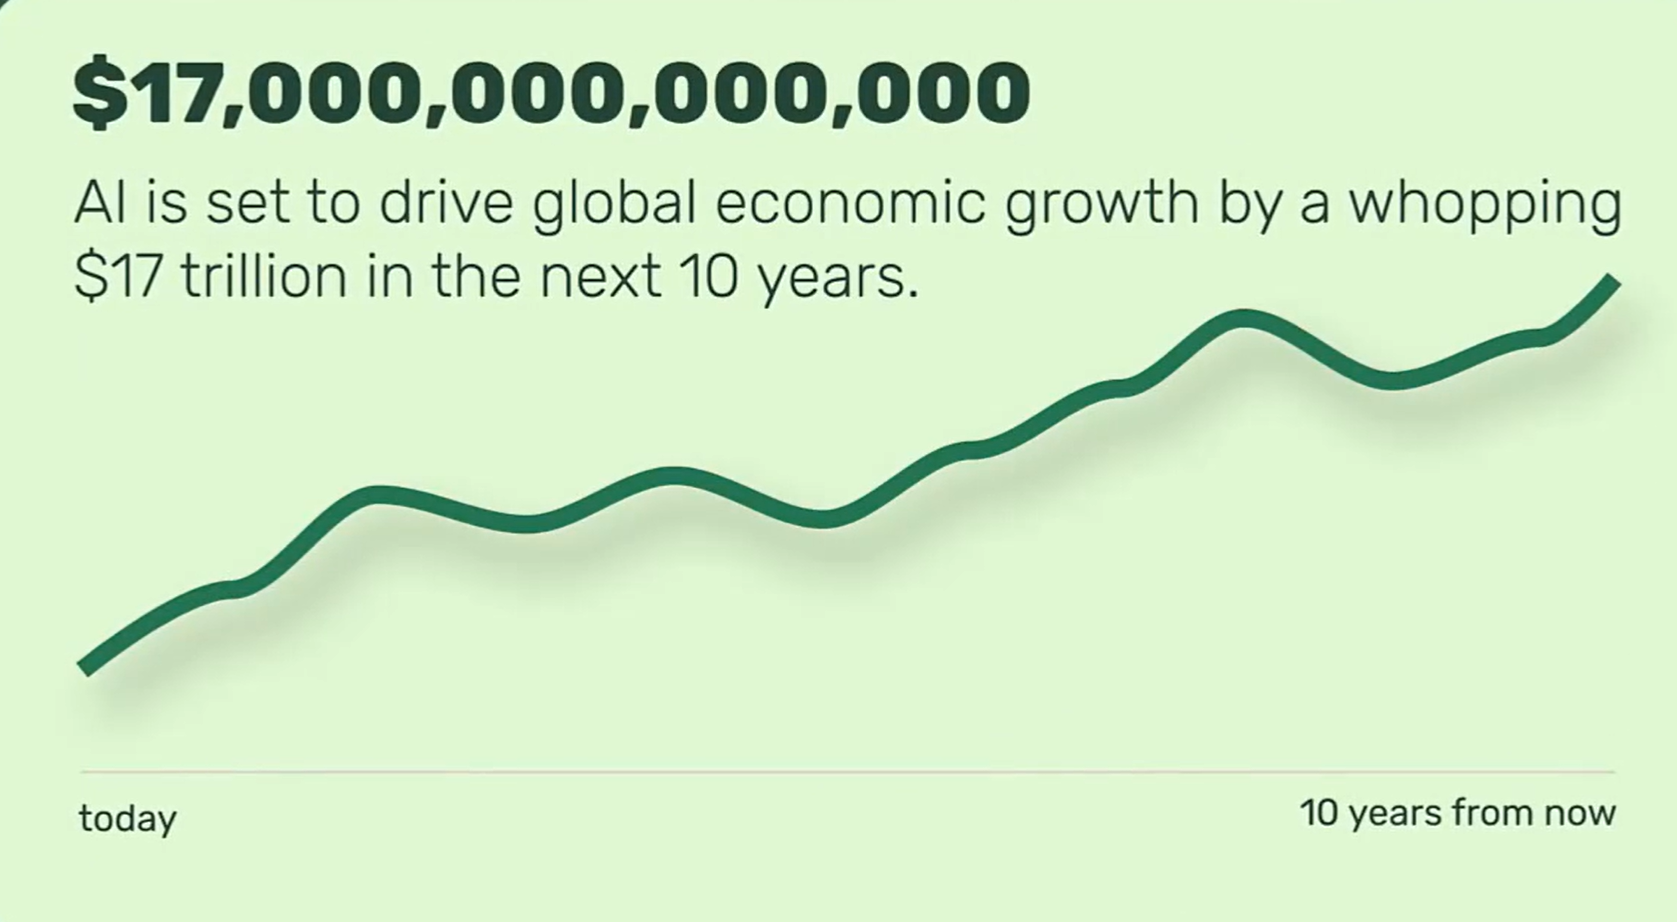 $17,000,000,000,000
AI is set to drive global economic growth by a whopping
$17 trillion in the next 10 years.
today
10 years from now